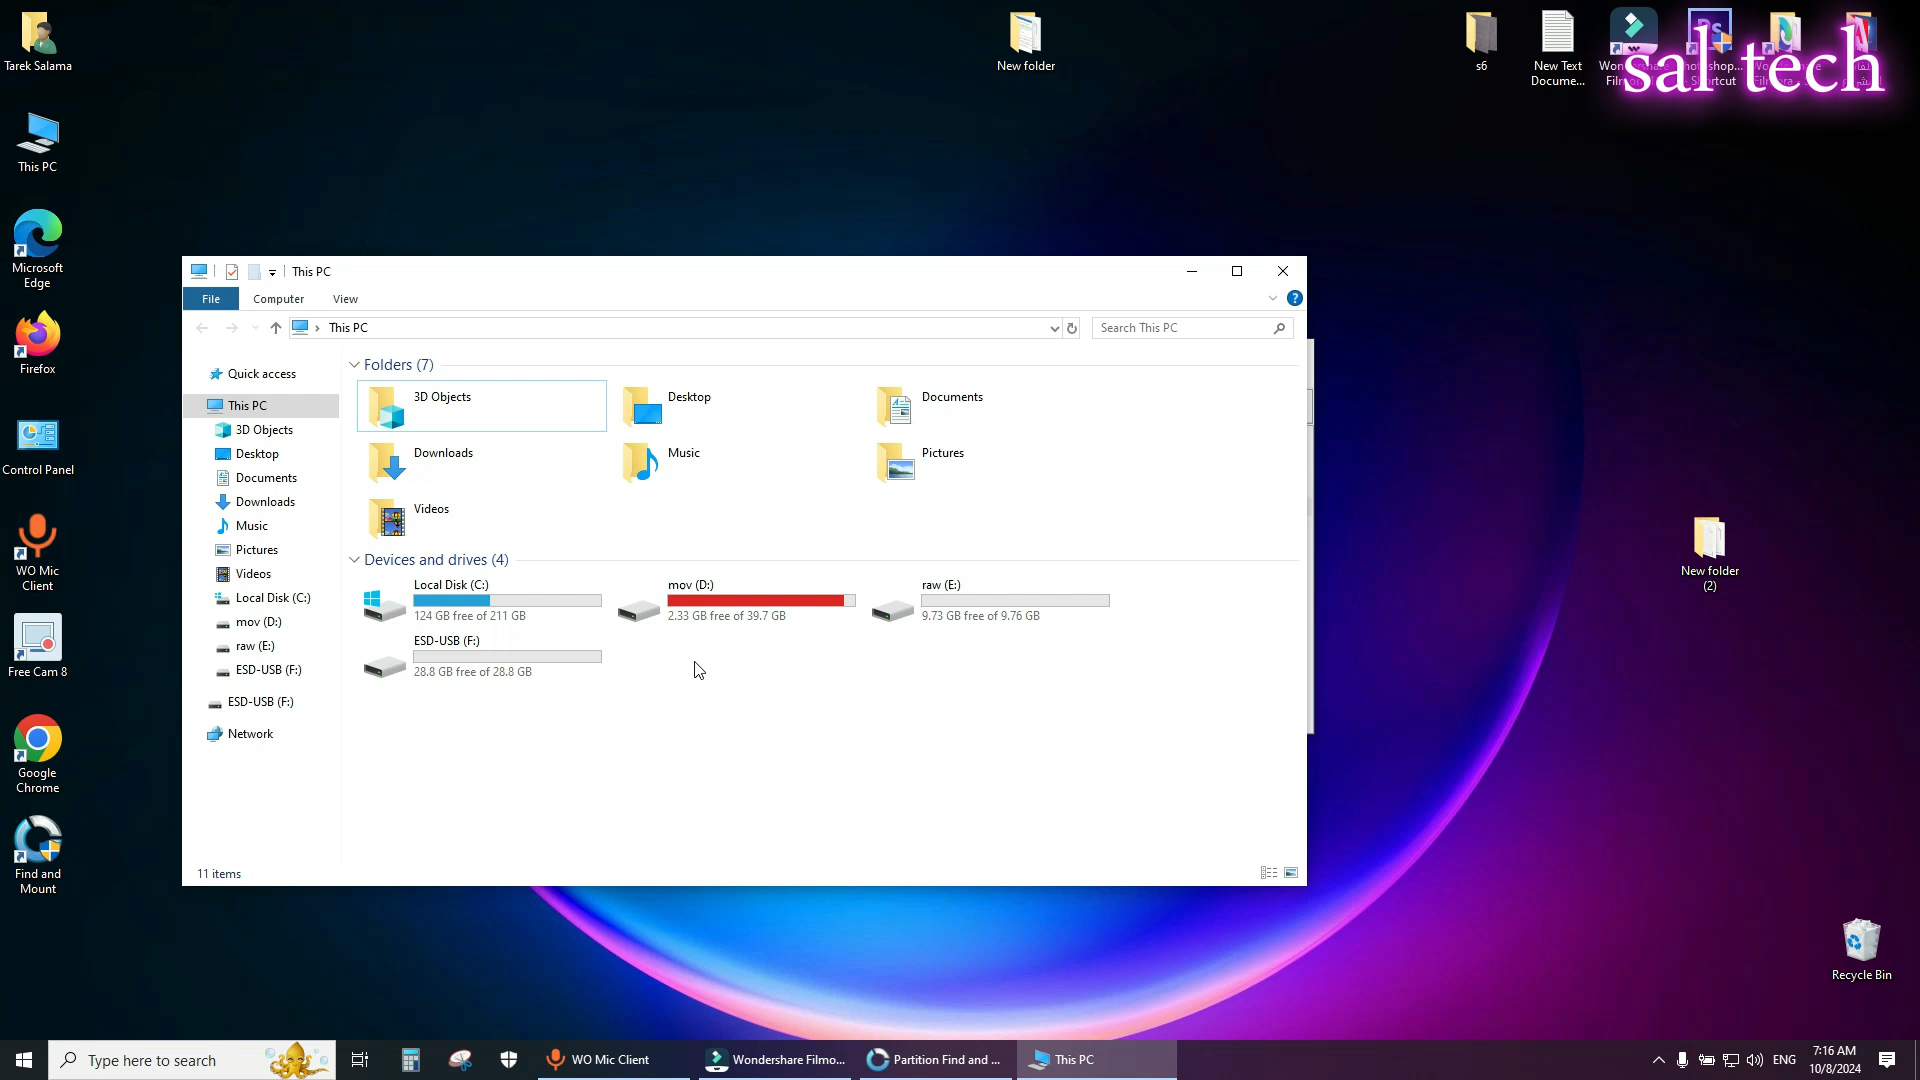 Tarek Salama
This PC
Microsoft
Edge
Firefox
Control Panel
WO Mic
Client
Free Cam 8
Google
Chrome
Find and
Mount
New folder
s6
New Text
Docume...
sal tech
This PC
File
Computer
View
This PC
Search This PC
Quick access
This PC
3D Objects
Desktop
Documents
Downloads
Music
Pictures
Videos
Local Disk (C:)
mov (D:)
raw (E:)
ESD-USB (F:)
ESD-USB (F:)
Network
Folders (7)
3D Objects
Desktop
Documents
Downloads
Music
Pictures
Videos
Devices and drives (4)
Local Disk (C:)
124 GB free of 211 GB
mov (D:)
2.33 GB free of 39.7 GB
raw (E:)
9.73 GB free of 9.76 GB
ESD-USB (F:)
28.8 GB free of 28.8 GB
11 items
New folder
(2)
Recycle Bin
Type here to search
WO Mic Client
Wondershare Filmo...
Partition Find and ...
This PC
ENG
7:16 AM
10/8/2024